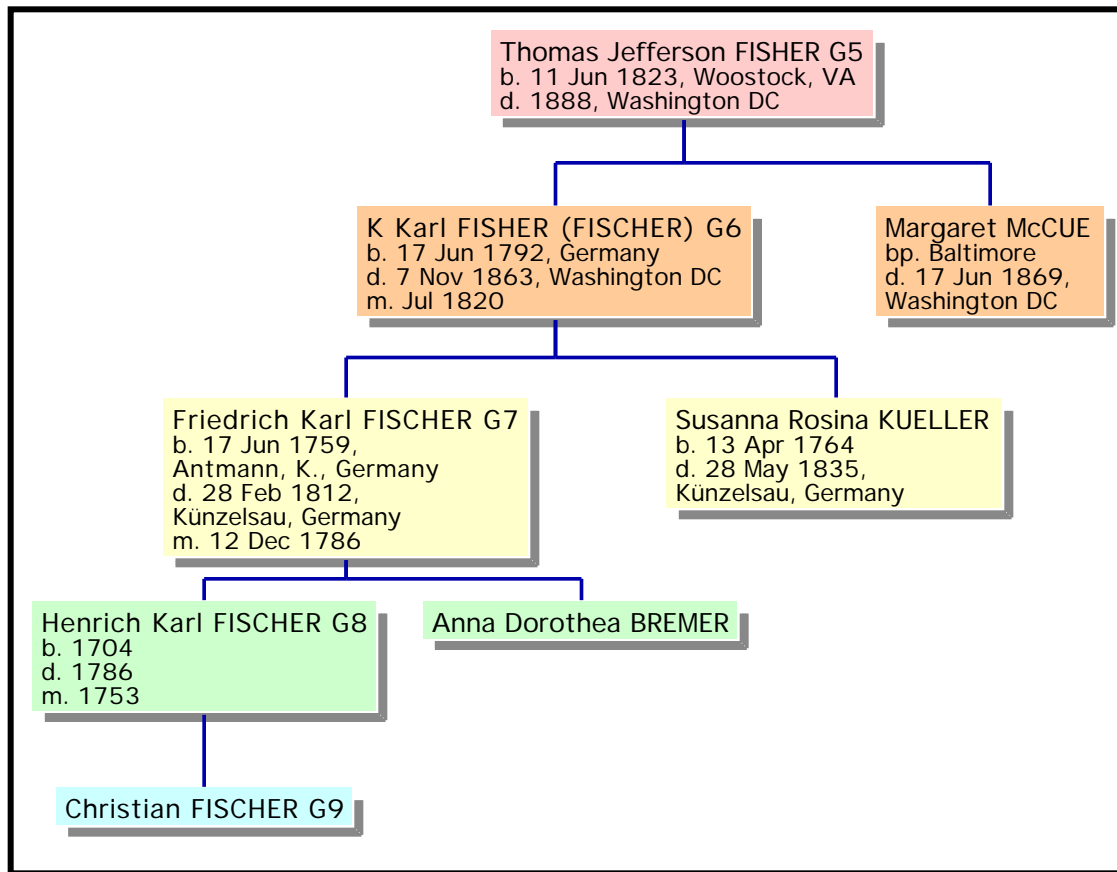 Thomas Jefferson FISHER G5
b. 11 Jun 1823, Woostock, VA
d. 1888, Washington DC
K Karl FISHER (FISCHER) G6
b. 17 Jun 1792, Germany
d. 7 Nov 1863, Washington DC
m. Jul 1820
Margaret McCUE
bp. Baltimore
d. 17 Jun 1869,
Washington DC
Friedrich Karl FISCHER G7
b. 17 Jun 1759,
Antmann, K., Germany
d. 28 Feb 1812,
Künzelsau, Germany
m. 12 Dec 1786
Susanna Rosina KUELLER
b. 13 Apr 1764
d. 28 May 1835,
Künzelsau, Germany
Henrich Karl FISCHER G8
b. 1704
d. 1786
m. 1753
Anna Dorothea BREMER
Christian FISCHER G9